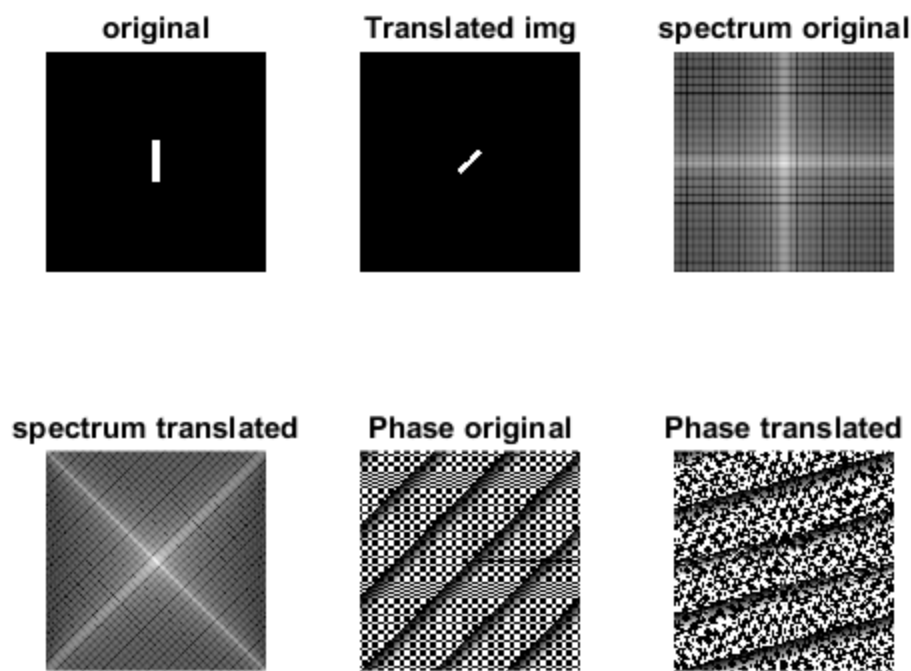 original
Translated img
spectrum original
spectrum translated
Phase original
Phase translated